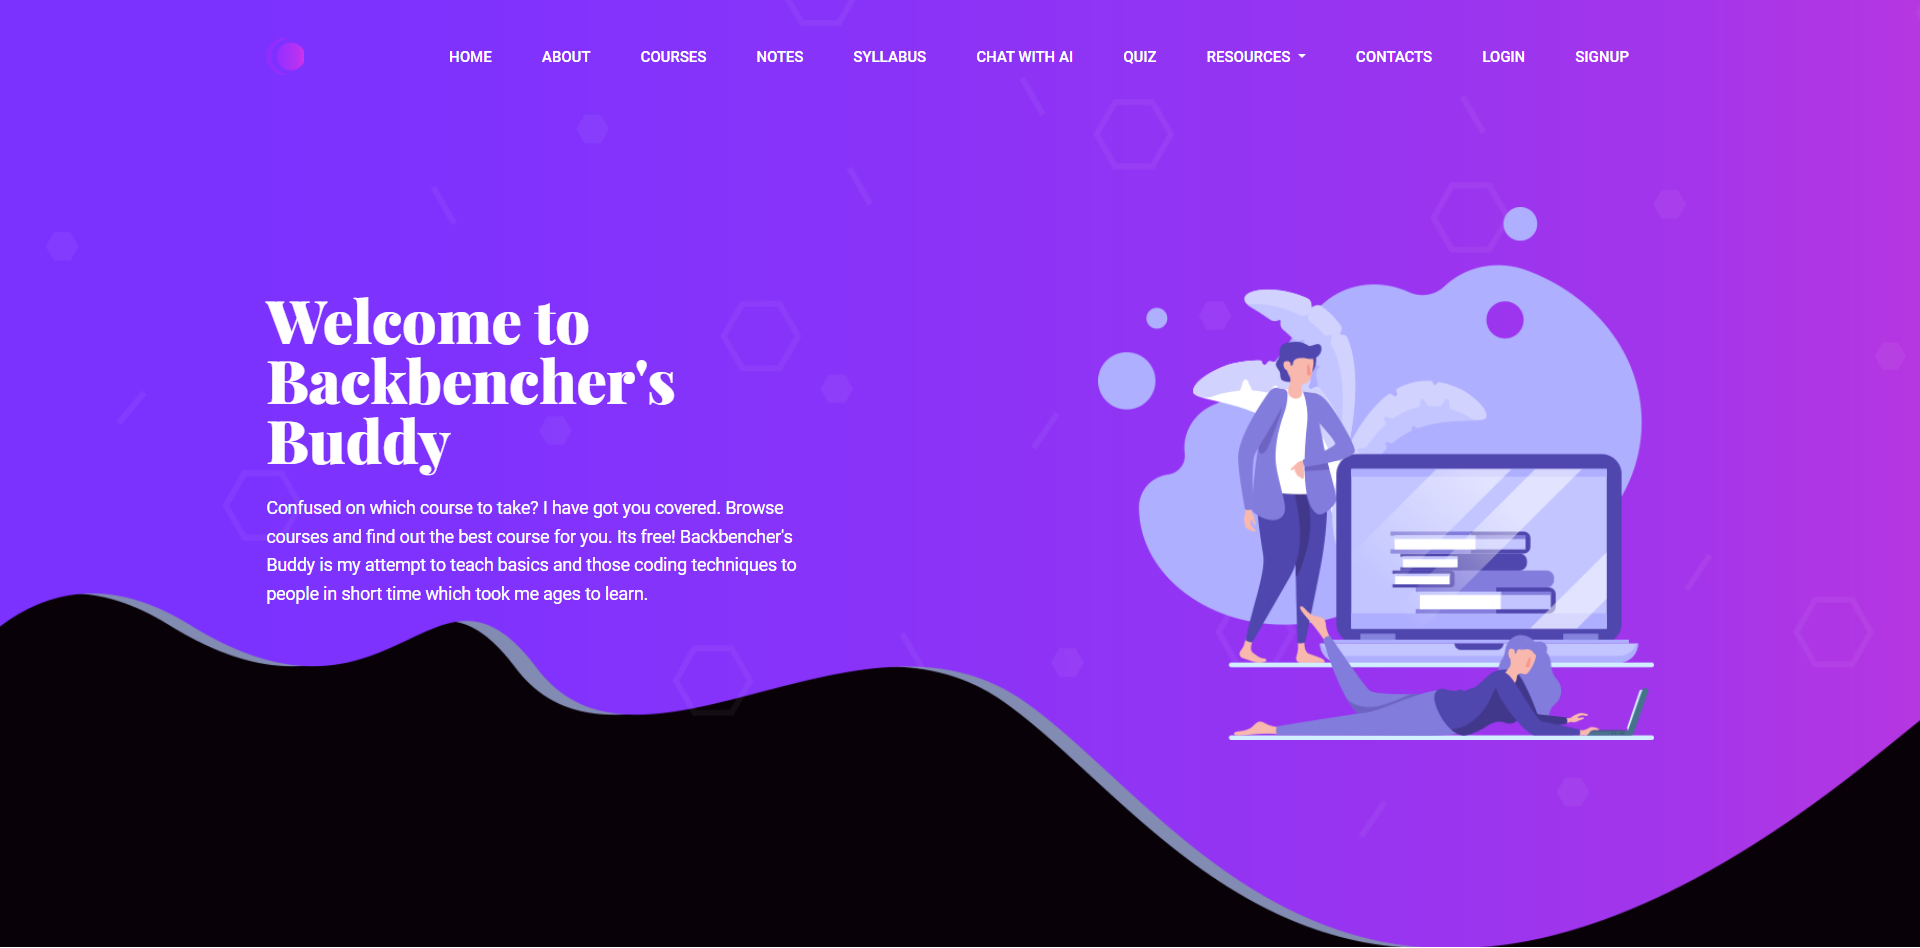 HOME ABOUT COURSES NOTES SYLLABUS CHAT WITH AI QUIZ RESOURCES CONTACTS LOGIN SIGNUP
Welcome to
Backbencher's
Buddy
Confused on which course to take? I have got you covered. Browse
courses and find out the best course for you. Its free! Backbencher's
Buddy is my attempt to teach basics and those coding techniques to
people in short time which took me ages to learn.